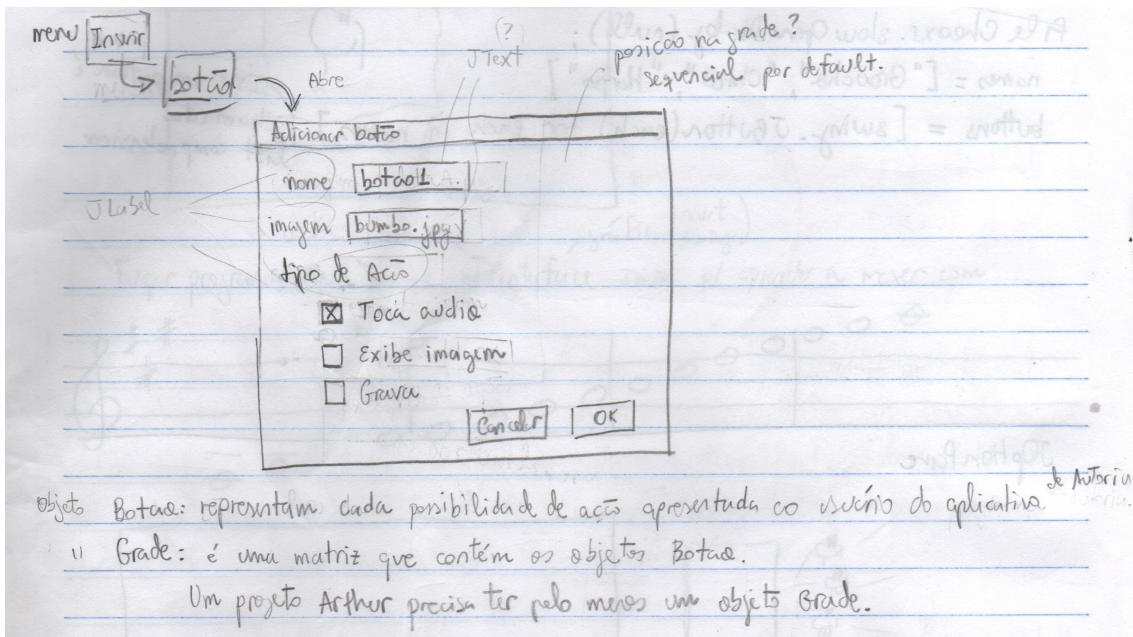 menu Inserir
botão
Abre
(?)
JText
posição na grade?
sequencial por default.
Adicionar botão
nome botao1.
JLabel
imagem bumbo.jpg
tipo de Ação
Toca audio
Exibe imagem
Grava
Cancelar OK
objeto Botao: representam cada possibilidade de ação apresentada ao usuário do aplicativo de Autoria.
" Grade: é uma matriz que contém os objetos Botao.
Um projeto Arthur precisa ter pelo menos um objeto Grade.